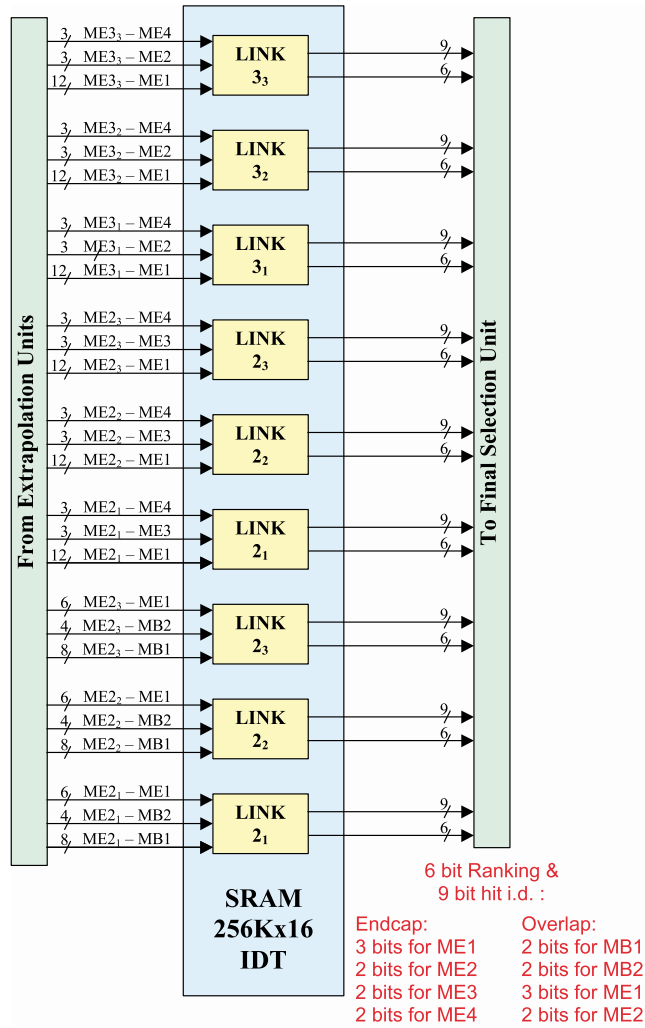 From Extrapolation Units
3 ME3₃ – ME4
3 ME3₃ – ME2
12 ME3₃ – ME1
LINK
3₃
9
6
3 ME3₂ – ME4
3 ME3₂ – ME2
12 ME3₂ – ME1
LINK
3₂
9
6
3 ME3₁ – ME4
3 ME3₁ – ME2
12 ME3₁ – ME1
LINK
3₁
9
6
3 ME2₃ – ME4
3 ME2₃ – ME3
12 ME2₃ – ME1
LINK
2₃
9
6
3 ME2₂ – ME4
3 ME2₂ – ME3
12 ME2₂ – ME1
LINK
2₂
9
6
3 ME2₁ – ME4
3 ME2₁ – ME3
12 ME2₁ – ME1
LINK
2₁
9
6
6 ME2₃ – ME1
4 ME2₃ – MB2
8 ME2₃ – MB1
LINK
2₃
9
6
6 ME2₂ – ME1
4 ME2₂ – MB2
8 ME2₂ – MB1
LINK
2₂
9
6
6 ME2₁ – ME1
4 ME2₁ – MB2
8 ME2₁ – MB1
LINK
2₁
9
6
To Final Selection Unit
SRAM
256Kx16
IDT
6 bit Ranking &
9 bit hit i.d. :
Endcap:
3 bits for ME1
2 bits for ME2
2 bits for ME3
2 bits for ME4
Overlap:
2 bits for MB1
2 bits for MB2
3 bits for ME1
2 bits for ME2